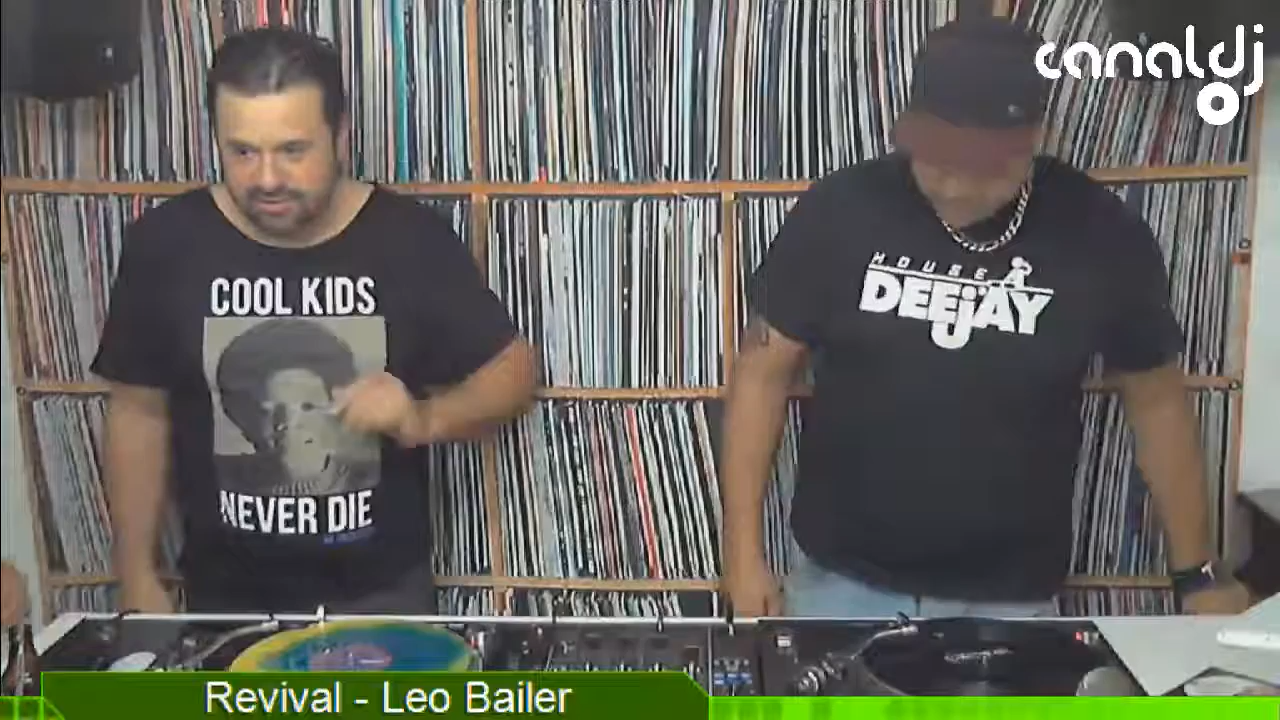 canaldj
COOL KIDS
NEVER DIE
HOUSE
DEEJAY
Revival - Leo Bailer